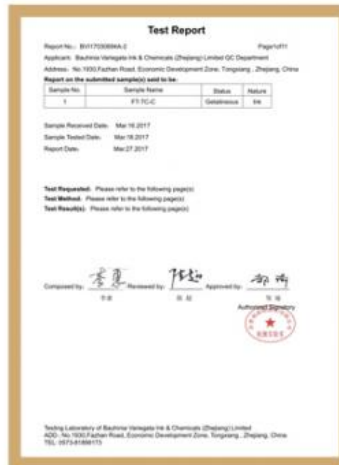 Test Report
Report No.: BVI1703069MA-2 Page1of11
Applicant: Bauhinia Variegata Ink & Chemicals (Zhejiang) Limited QC Department
Address: No.1930,Fazhan Road, Economic Development Zone, Tongxiang , Zhejiang, China
Report on the submitted sample(s) said to be:
Sample No. Sample Name Status Nature
1 FT-TC-C Gelatineous Ink
Sample Received Date: Mar.16.2017
Sample Tested Date: Mar.18.2017
Report Date: Mar.27.2017
Test Requested: Please refer to the following page(s)
Test Method: Please refer to the following page(s)
Test Result(s): Please refer to the following page(s)
Composed by: Reviewed by: Approved by:
Authorized Signatory
Testing Laboratory of Bauhinia Variegata Ink & Chemicals (Zhejiang) Limited
ADD: No.1930,Fazhan Road, Economic Development Zone, Tongxiang , Zhejiang, China
TEL: 0573-81898173